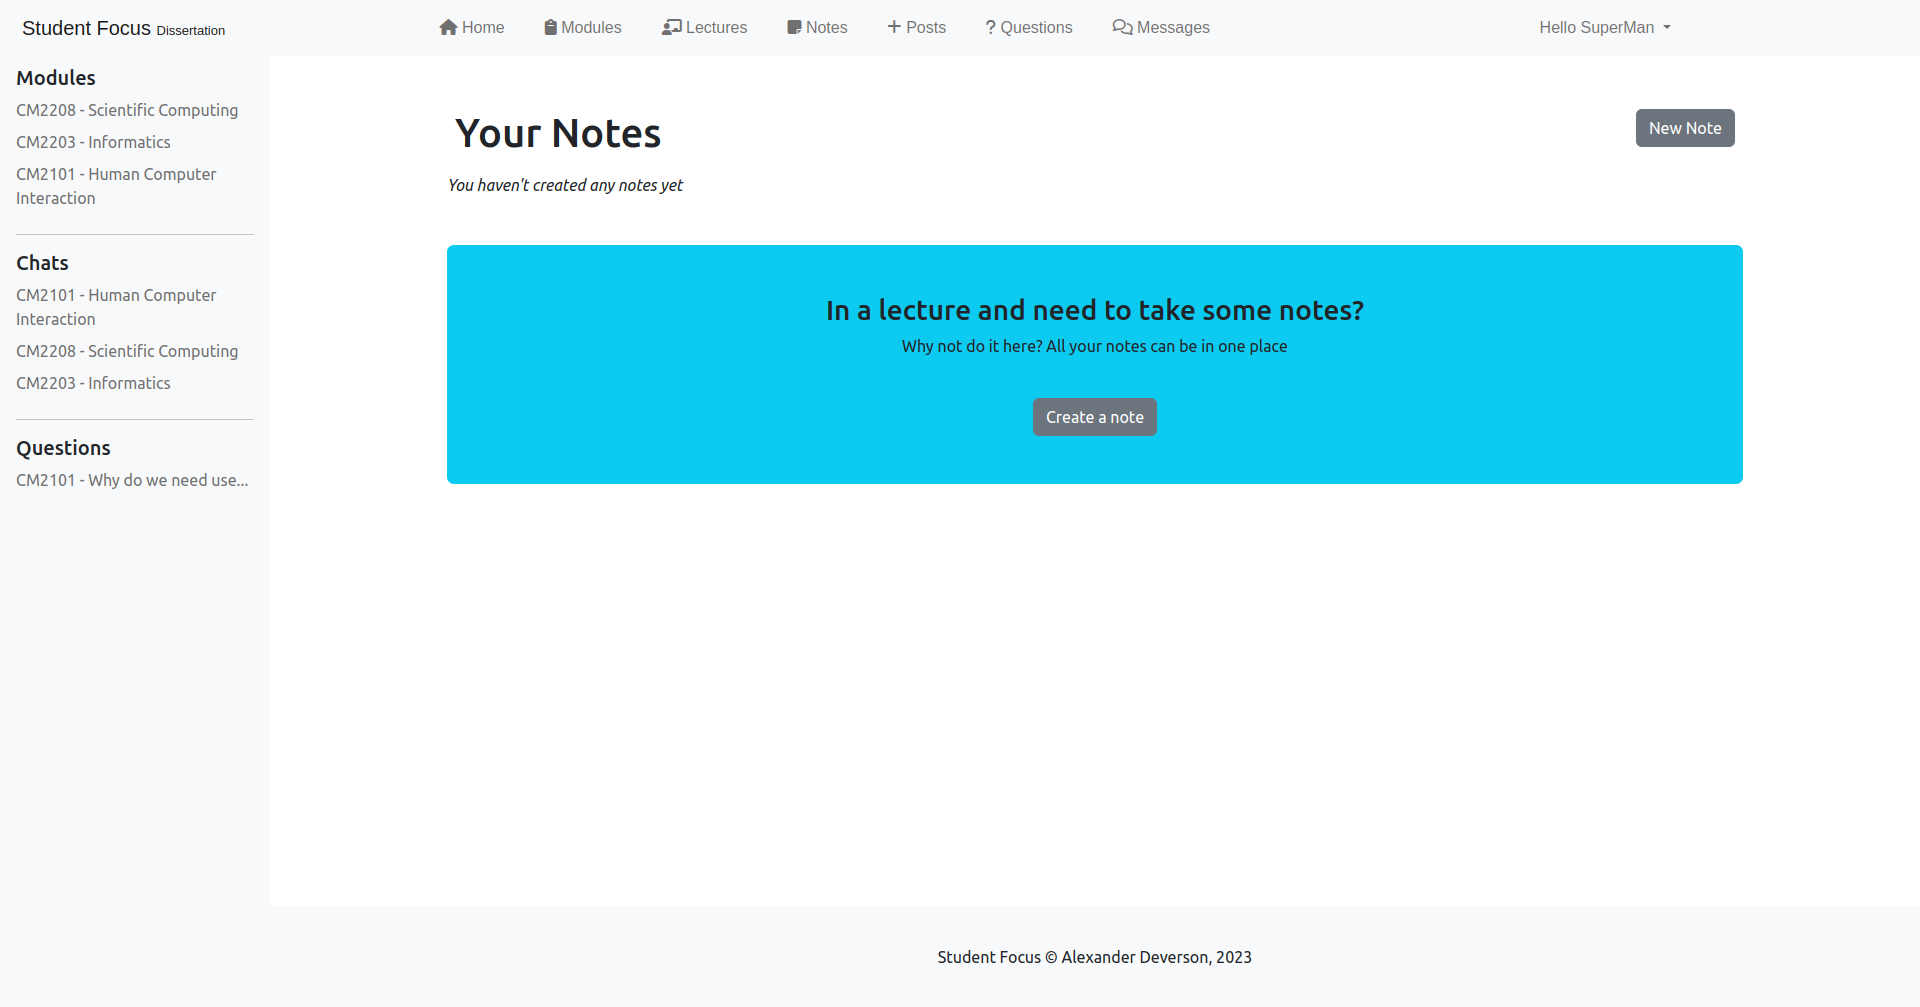 Student Focus Dissertation
Home
Modules
Lectures
Notes
Posts
Questions
Messages
Hello SuperMan
Modules
CM2208 - Scientific Computing
CM2203 - Informatics
CM2101 - Human Computer
Interaction
Chats
CM2101 - Human Computer
Interaction
CM2208 - Scientific Computing
CM2203 - Informatics
Questions
CM2101 - Why do we need use...
Your Notes
New Note
You haven't created any notes yet
In a lecture and need to take some notes?
Why not do it here? All your notes can be in one place
Create a note
Student Focus © Alexander Deverson, 2023